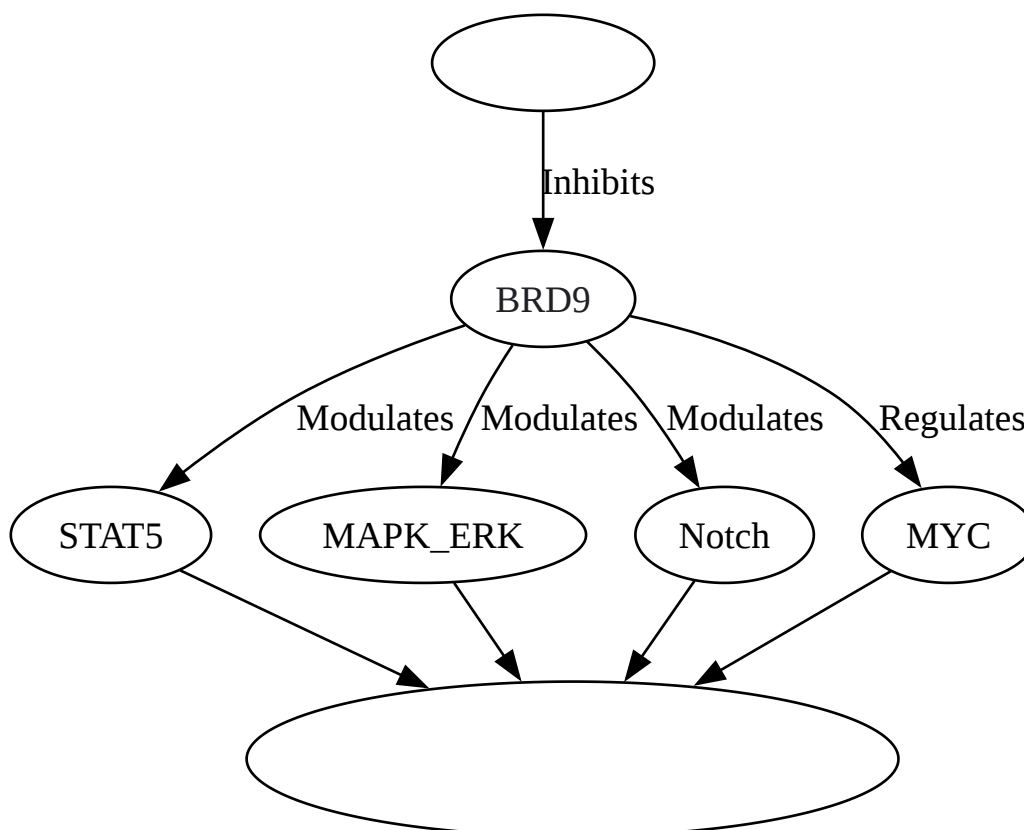 Inhibits
BRD9
Modulates Modulates Modulates Regulates
STAT5 MAPK_ERK Notch MYC